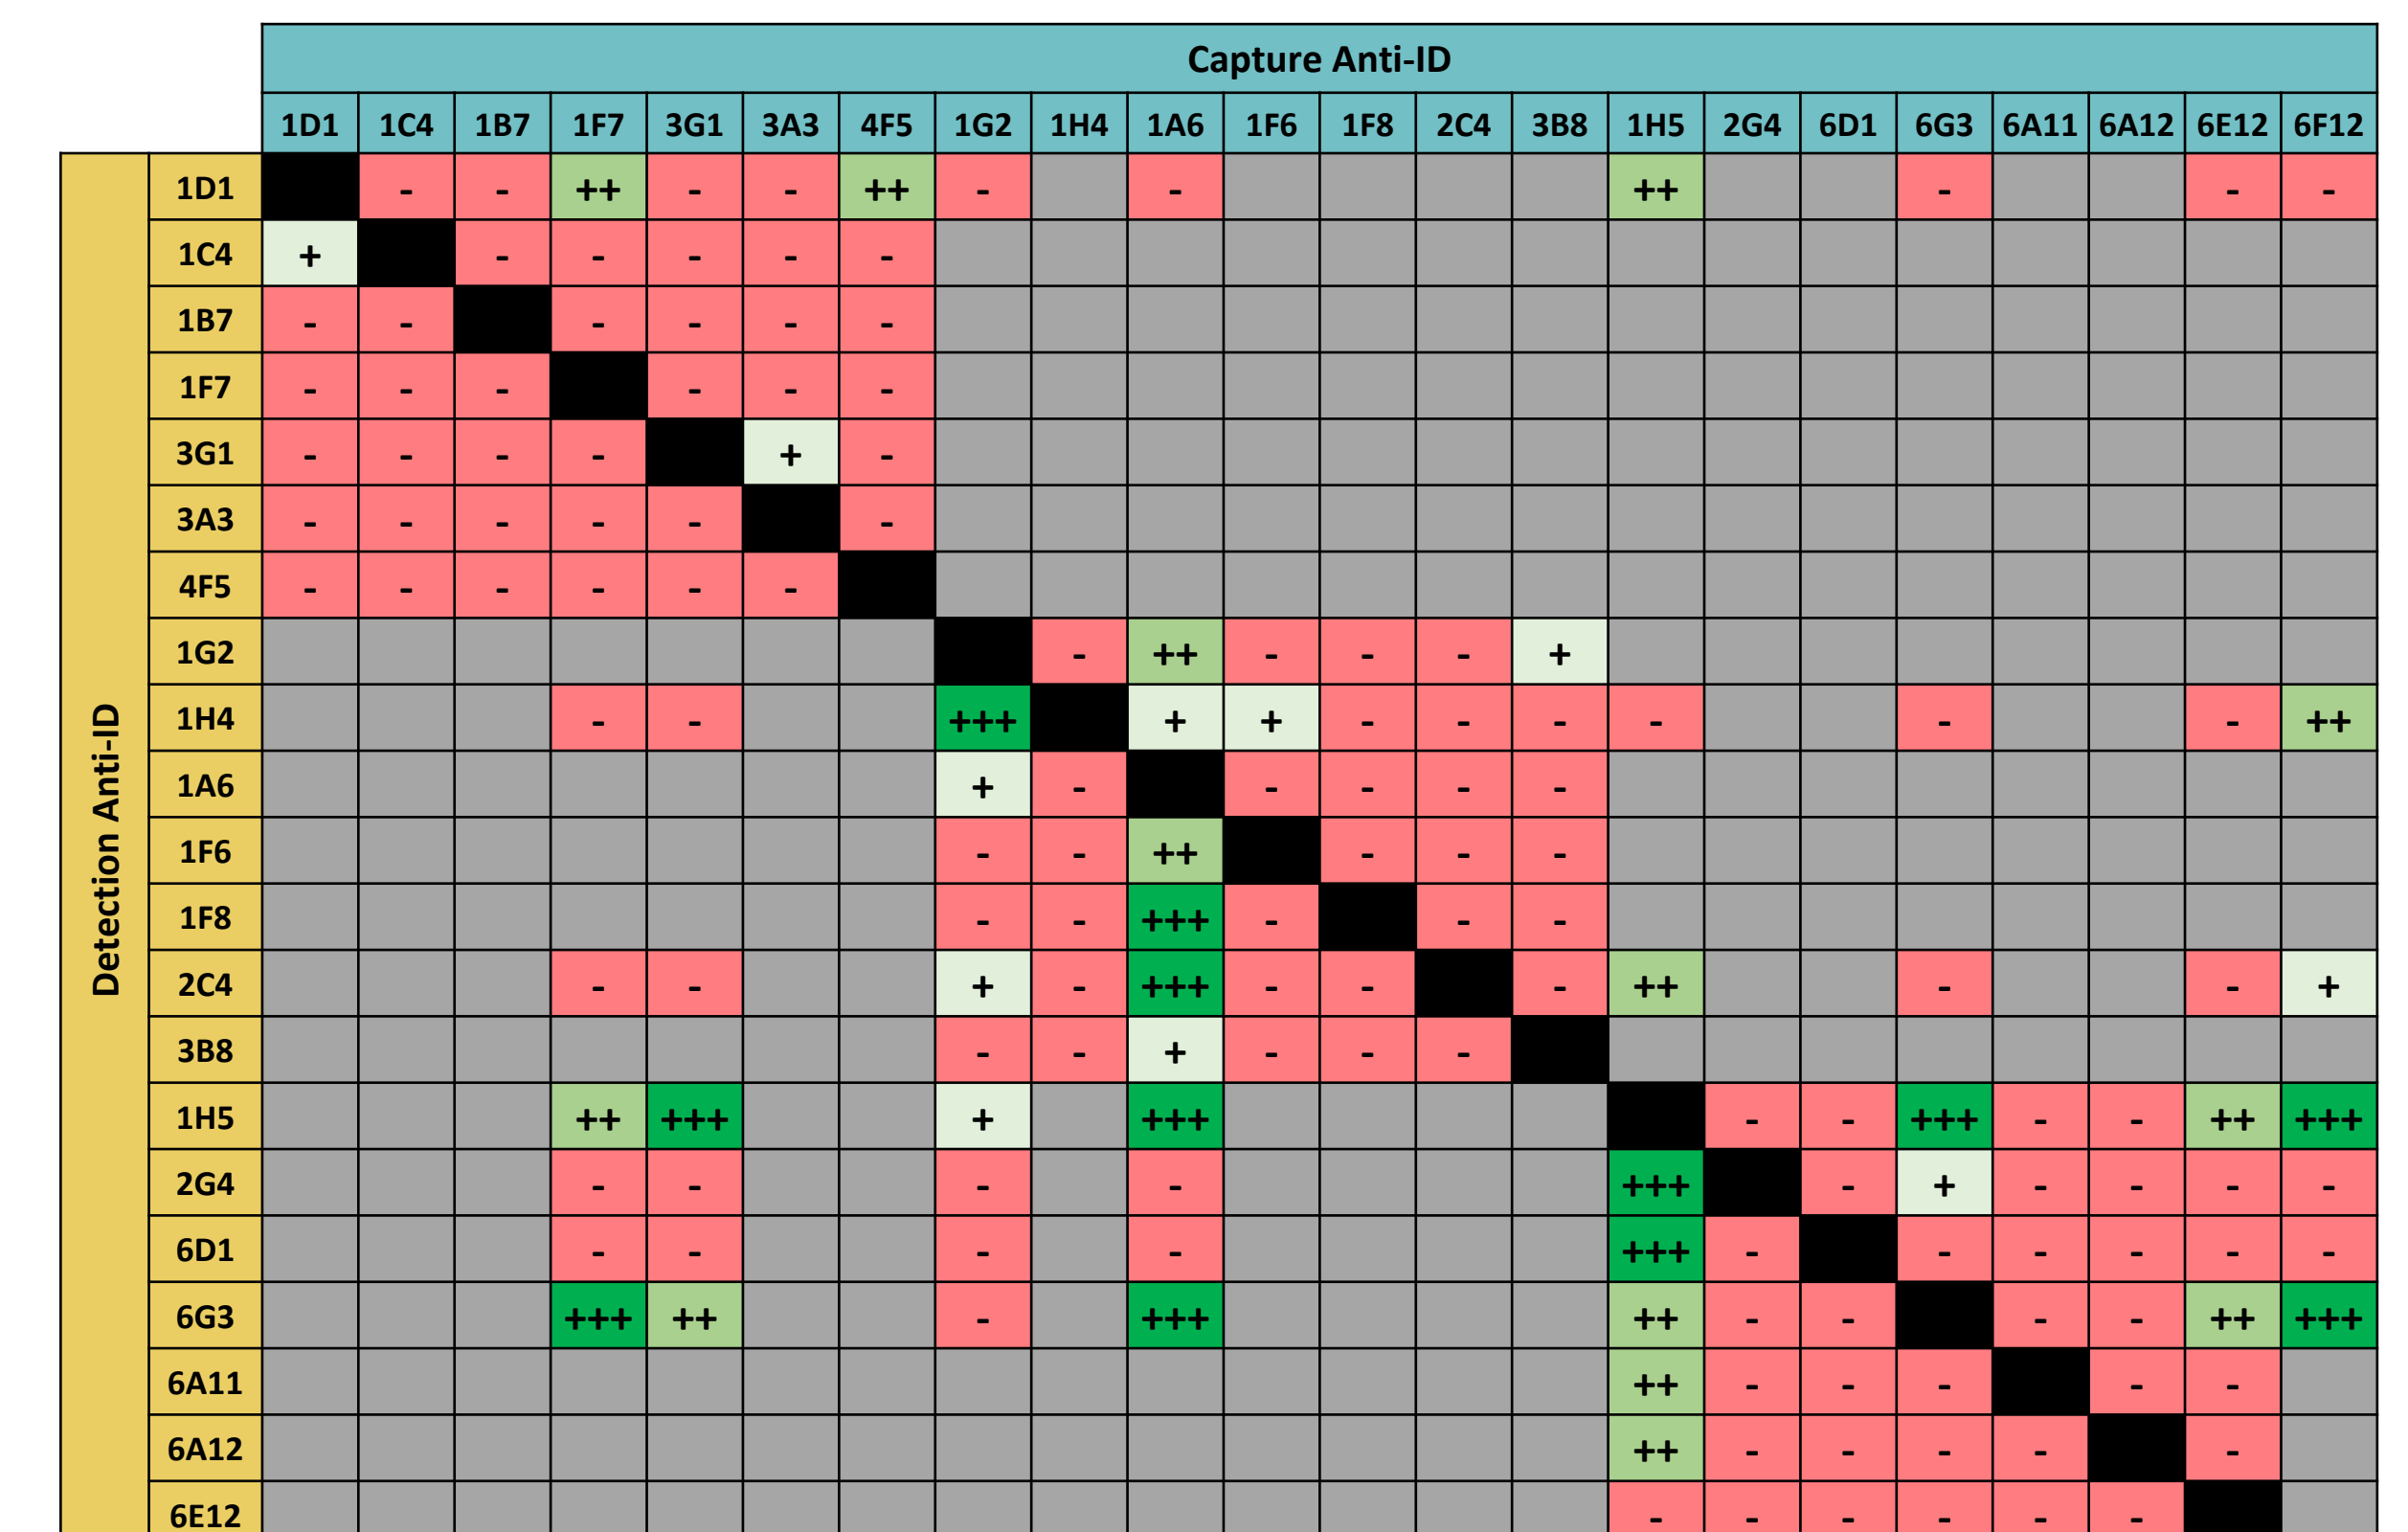 Capture Anti-ID
1D1 1C4 1B7 1F7 3G1 3A3 4F5 1G2 1H4 1A6 1F6 1F8 2C4 3B8 1H5 2G4 6D1 6G3 6A11 6A12 6E12 6F12
Detection Anti-ID
1D1 - - ++ - - ++ - - ++ - - -
1C4 + - - - - -
1B7 - - - - - -
1F7 - - - - - -
3G1 - - - - + -
3A3 - - - - - -
4F5 - - - - - -
1G2 - ++ - - - +
1H4 - - +++ + + - - - - - - ++
1A6 + - - - - -
1F6 - - ++ - - -
1F8 - - +++ - - -
2C4 - - + - +++ - - - ++ - - +
3B8 - - + - - -
1H5 ++ +++ + +++ - - +++ - - ++ +++
2G4 - - - - +++ - + - - - -
6D1 - - - - +++ - - - - - -
6G3 +++ ++ - +++ ++ - - - - ++ +++
6A11 ++ - - - - -
6A12 ++ - - - - -
6E12 - - - - - -